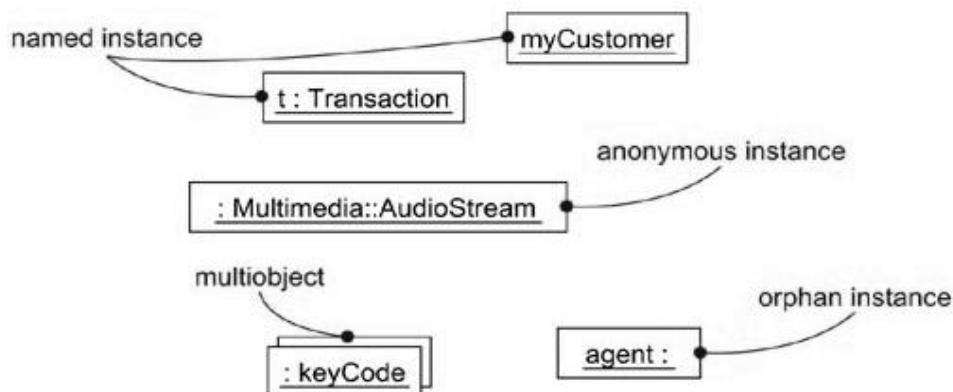 named instance
myCustomer
t : Transaction
anonymous instance
: Multimedia::AudioStream
multiobject
orphan instance
: keyCode
agent :